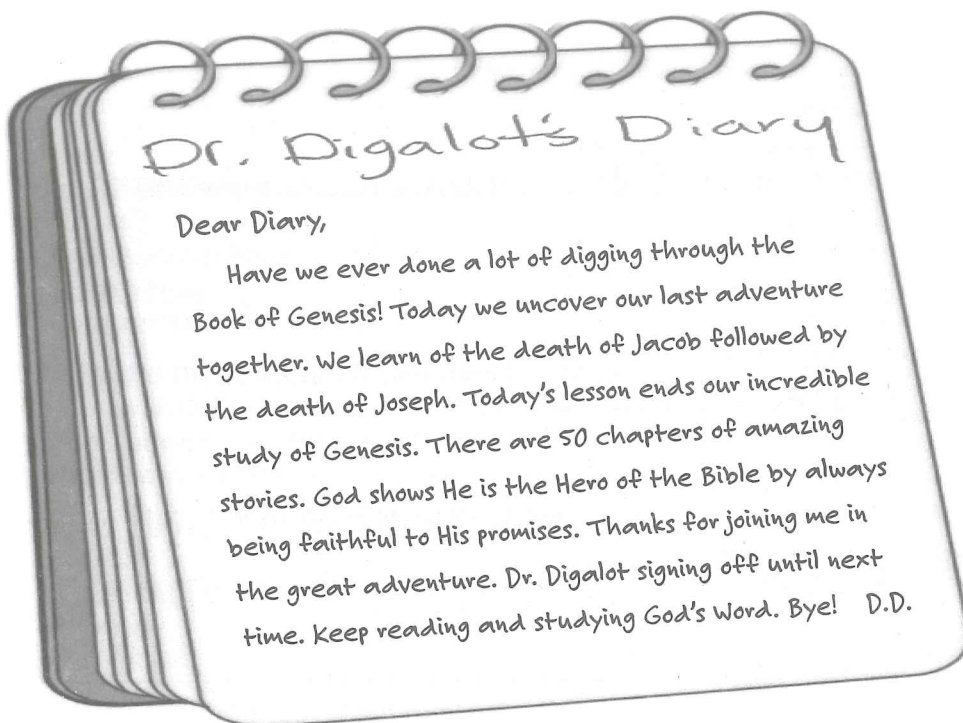 Dr. Digalot's Diary
Dear Diary,
Have we ever done a lot of digging through the
Book of Genesis! Today we uncover our last adventure
together. We learn of the death of Jacob followed by
the death of Joseph. Today's lesson ends our incredible
study of Genesis. There are 50 chapters of amazing
stories. God shows He is the Hero of the Bible by always
being faithful to His promises. Thanks for joining me in
the great adventure. Dr. Digalot signing off until next
time. Keep reading and studying God's Word. Bye! D.D.